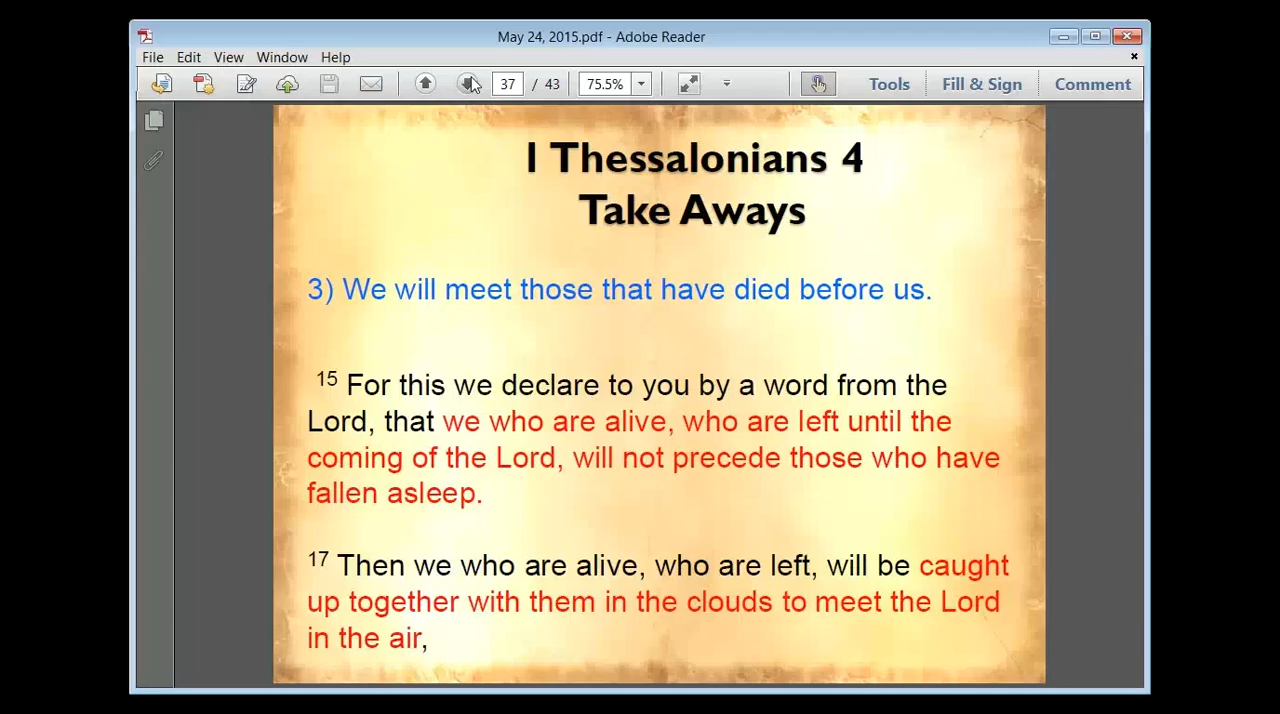 May 24, 2015.pdf - Adobe Reader
File Edit View Window Help
37 / 43 75.5% Tools Fill & Sign Comment
I Thessalonians 4
Take Aways
3) We will meet those that have died before us.
15 For this we declare to you by a word from the
Lord, that we who are alive, who are left until the
coming of the Lord, will not precede those who have
fallen asleep.
17 Then we who are alive, who are left, will be caught
up together with them in the clouds to meet the Lord
in the air,